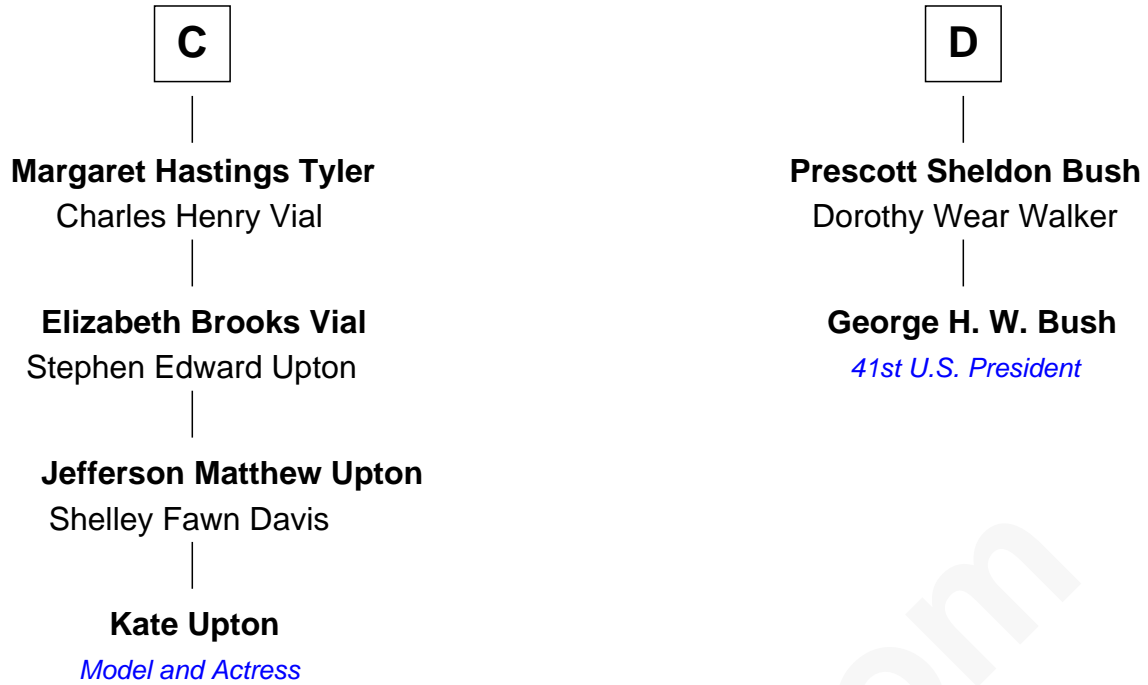 C
Margaret Hastings Tyler
Charles Henry Vial
Elizabeth Brooks Vial
Stephen Edward Upton
Jefferson Matthew Upton
Shelley Fawn Davis
Kate Upton
Model and Actress
D
Prescott Sheldon Bush
Dorothy Wear Walker
George H. W. Bush
41st U.S. President
om